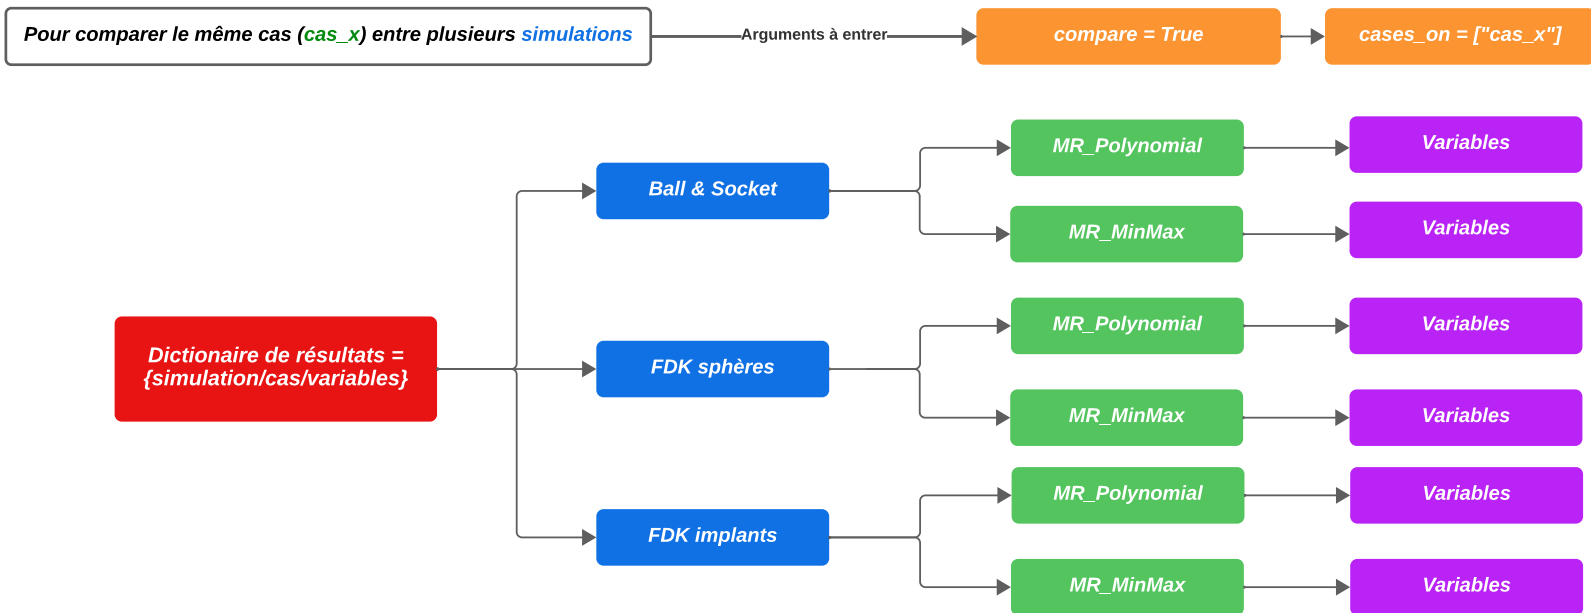 Pour comparer le même cas (cas_x) entre plusieurs simulations
Arguments à entrer
compare = True
cases_on = ["cas_x"]
MR_Polynomial
Variables
Ball & Socket
MR_MinMax
Variables
MR_Polynomial
Variables
Dictionaire de résultats =
{simulation/cas/variables}
FDK sphères
MR_MinMax
Variables
MR_Polynomial
Variables
FDK implants
MR_MinMax
Variables